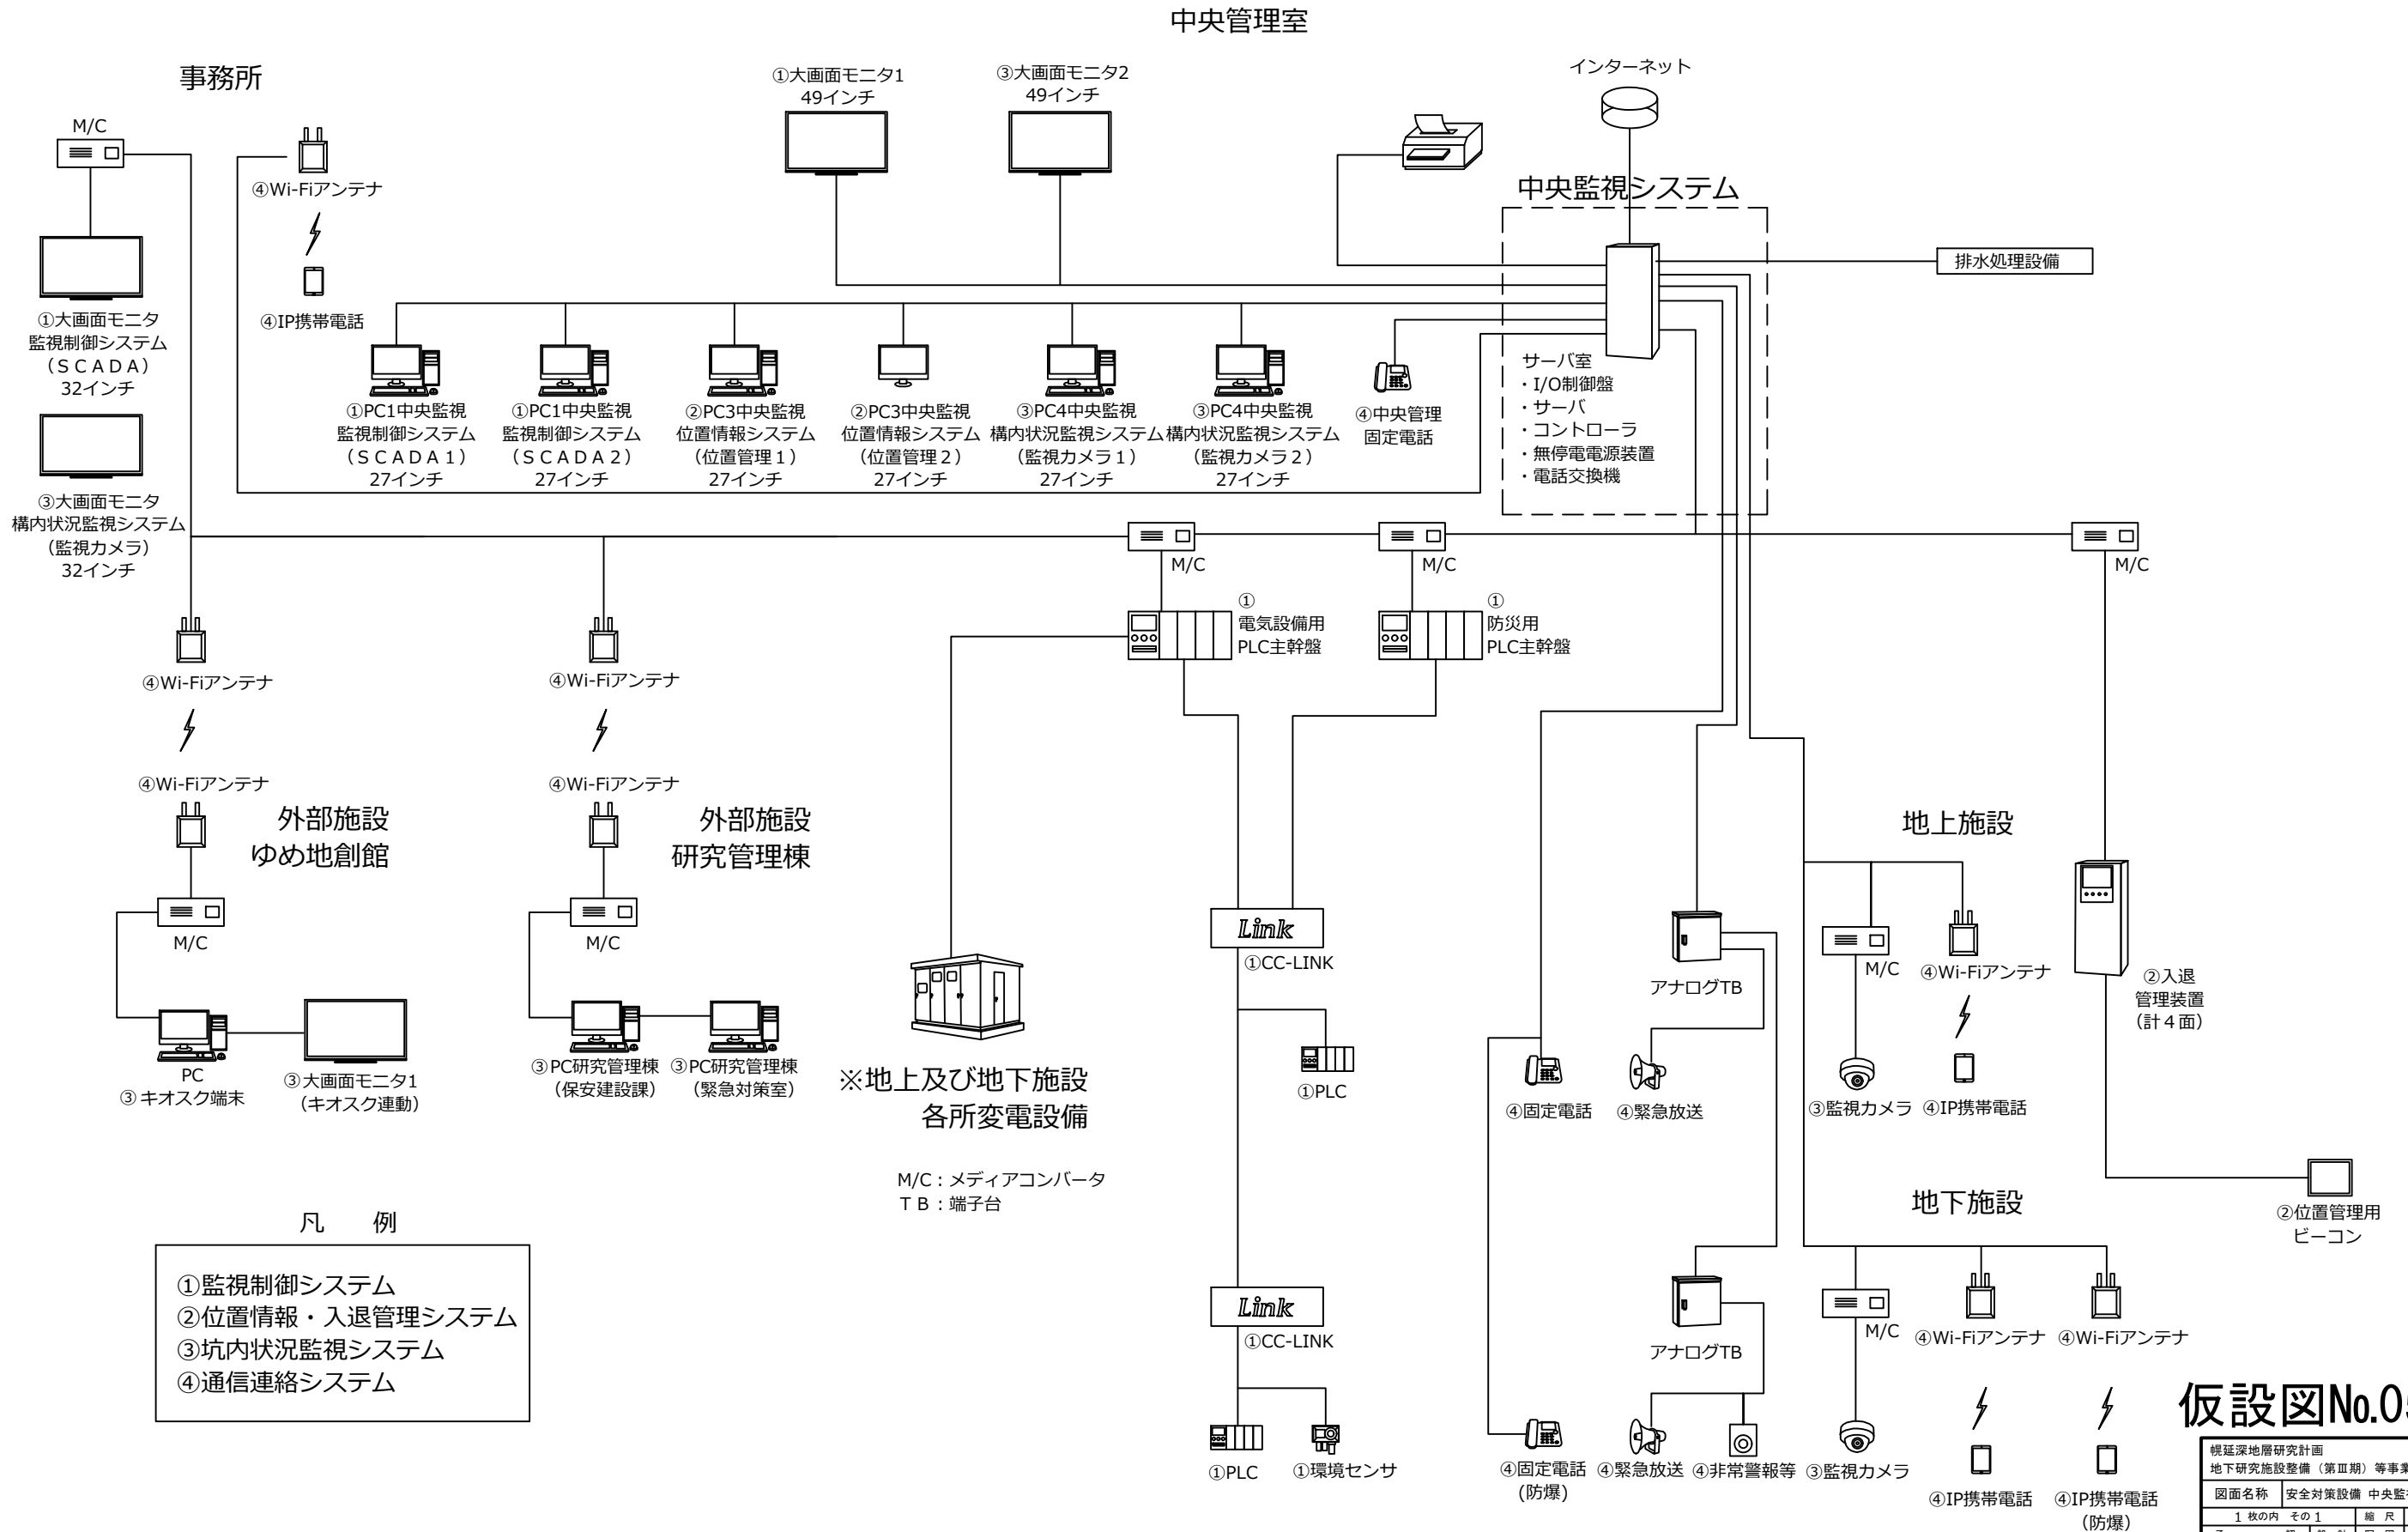 中央管理室
事務所
M/C
④Wi-Fiアンテナ
④IP携帯電話
①大画面モニタ
監視制御システム
（ＳＣＡＤＡ）
32インチ
③大画面モニタ
構内状況監視システム
（監視カメラ）
32インチ
①大画面モニタ1
49インチ
③大画面モニタ2
49インチ
インターネット
中央監視システム
排水処理設備
サーバ室
・I/O制御盤
・サーバ
・コントローラ
・無停電電源装置
・電話交換機
①PC1中央監視
監視制御システム
（ＳＣＡＤＡ１）
27インチ
①PC1中央監視
監視制御システム
（ＳＣＡＤＡ２）
27インチ
②PC3中央監視
位置情報システム
（位置管理１）
27インチ
②PC3中央監視
位置情報システム
（位置管理２）
27インチ
③PC4中央監視
構内状況監視システム
（監視カメラ１）
27インチ
③PC4中央監視
構内状況監視システム
（監視カメラ２）
27インチ
④中央管理
固定電話
M/C
M/C
M/C
①
電気設備用
PLC主幹盤
①
防災用
PLC主幹盤
④Wi-Fiアンテナ
④Wi-Fiアンテナ
④Wi-Fiアンテナ
④Wi-Fiアンテナ
外部施設
ゆめ地創館
外部施設
研究管理棟
M/C
M/C
PC
③キオスク端末
③大画面モニタ1
（キオスク連動）
③PC研究管理棟
（保安建設課）
③PC研究管理棟
（緊急対策室）
※地上及び地下施設
各所変電設備
M/C：メディアコンバータ
ＴＢ：端子台
Link
①CC-LINK
①PLC
Link
①CC-LINK
①PLC
①環境センサ
アナログTB
④固定電話
④緊急放送
アナログTB
④固定電話
(防爆)
④緊急放送
④非常警報等
地上施設
M/C
④Wi-Fiアンテナ
③監視カメラ
④IP携帯電話
②入退
管理装置
（計４面）
②位置管理用
ビーコン
地下施設
M/C
④Wi-Fiアンテナ
④Wi-Fiアンテナ
③監視カメラ
④IP携帯電話
④IP携帯電話
（防爆）
凡　例
①監視制御システム
②位置情報・入退管理システム
③坑内状況監視システム
④通信連絡システム
仮設図No.05
幌延深地層研究計画
地下研究施設整備（第Ⅲ期）等事業
図面名称
安全対策設備 中央監
1 枚の内 その 1
縮 尺